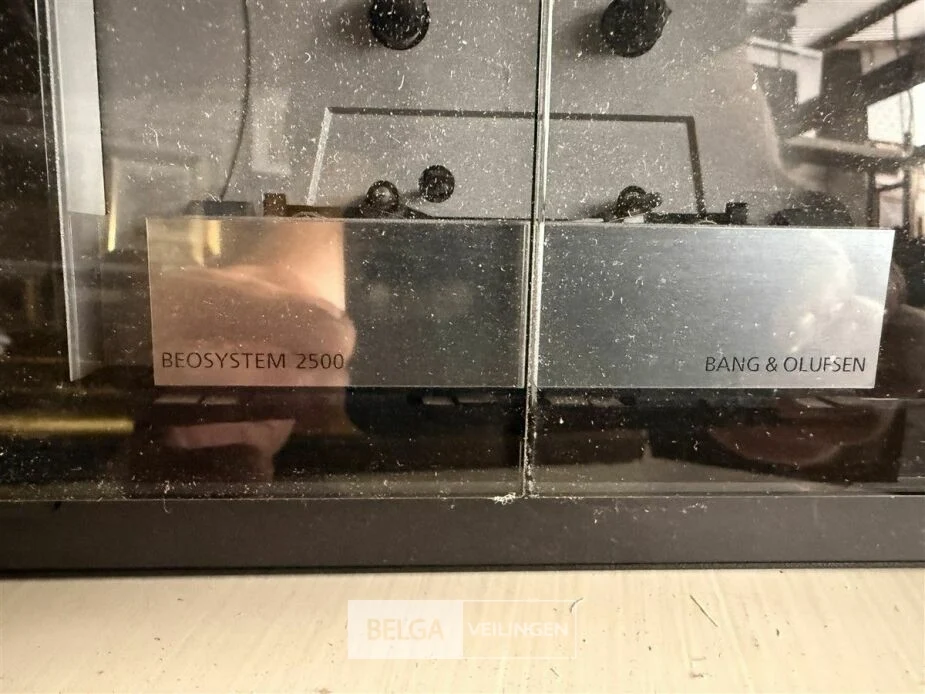 BEOSYSTEM 2500
BANG & OLUFSEN
BELGA VEILINGEN